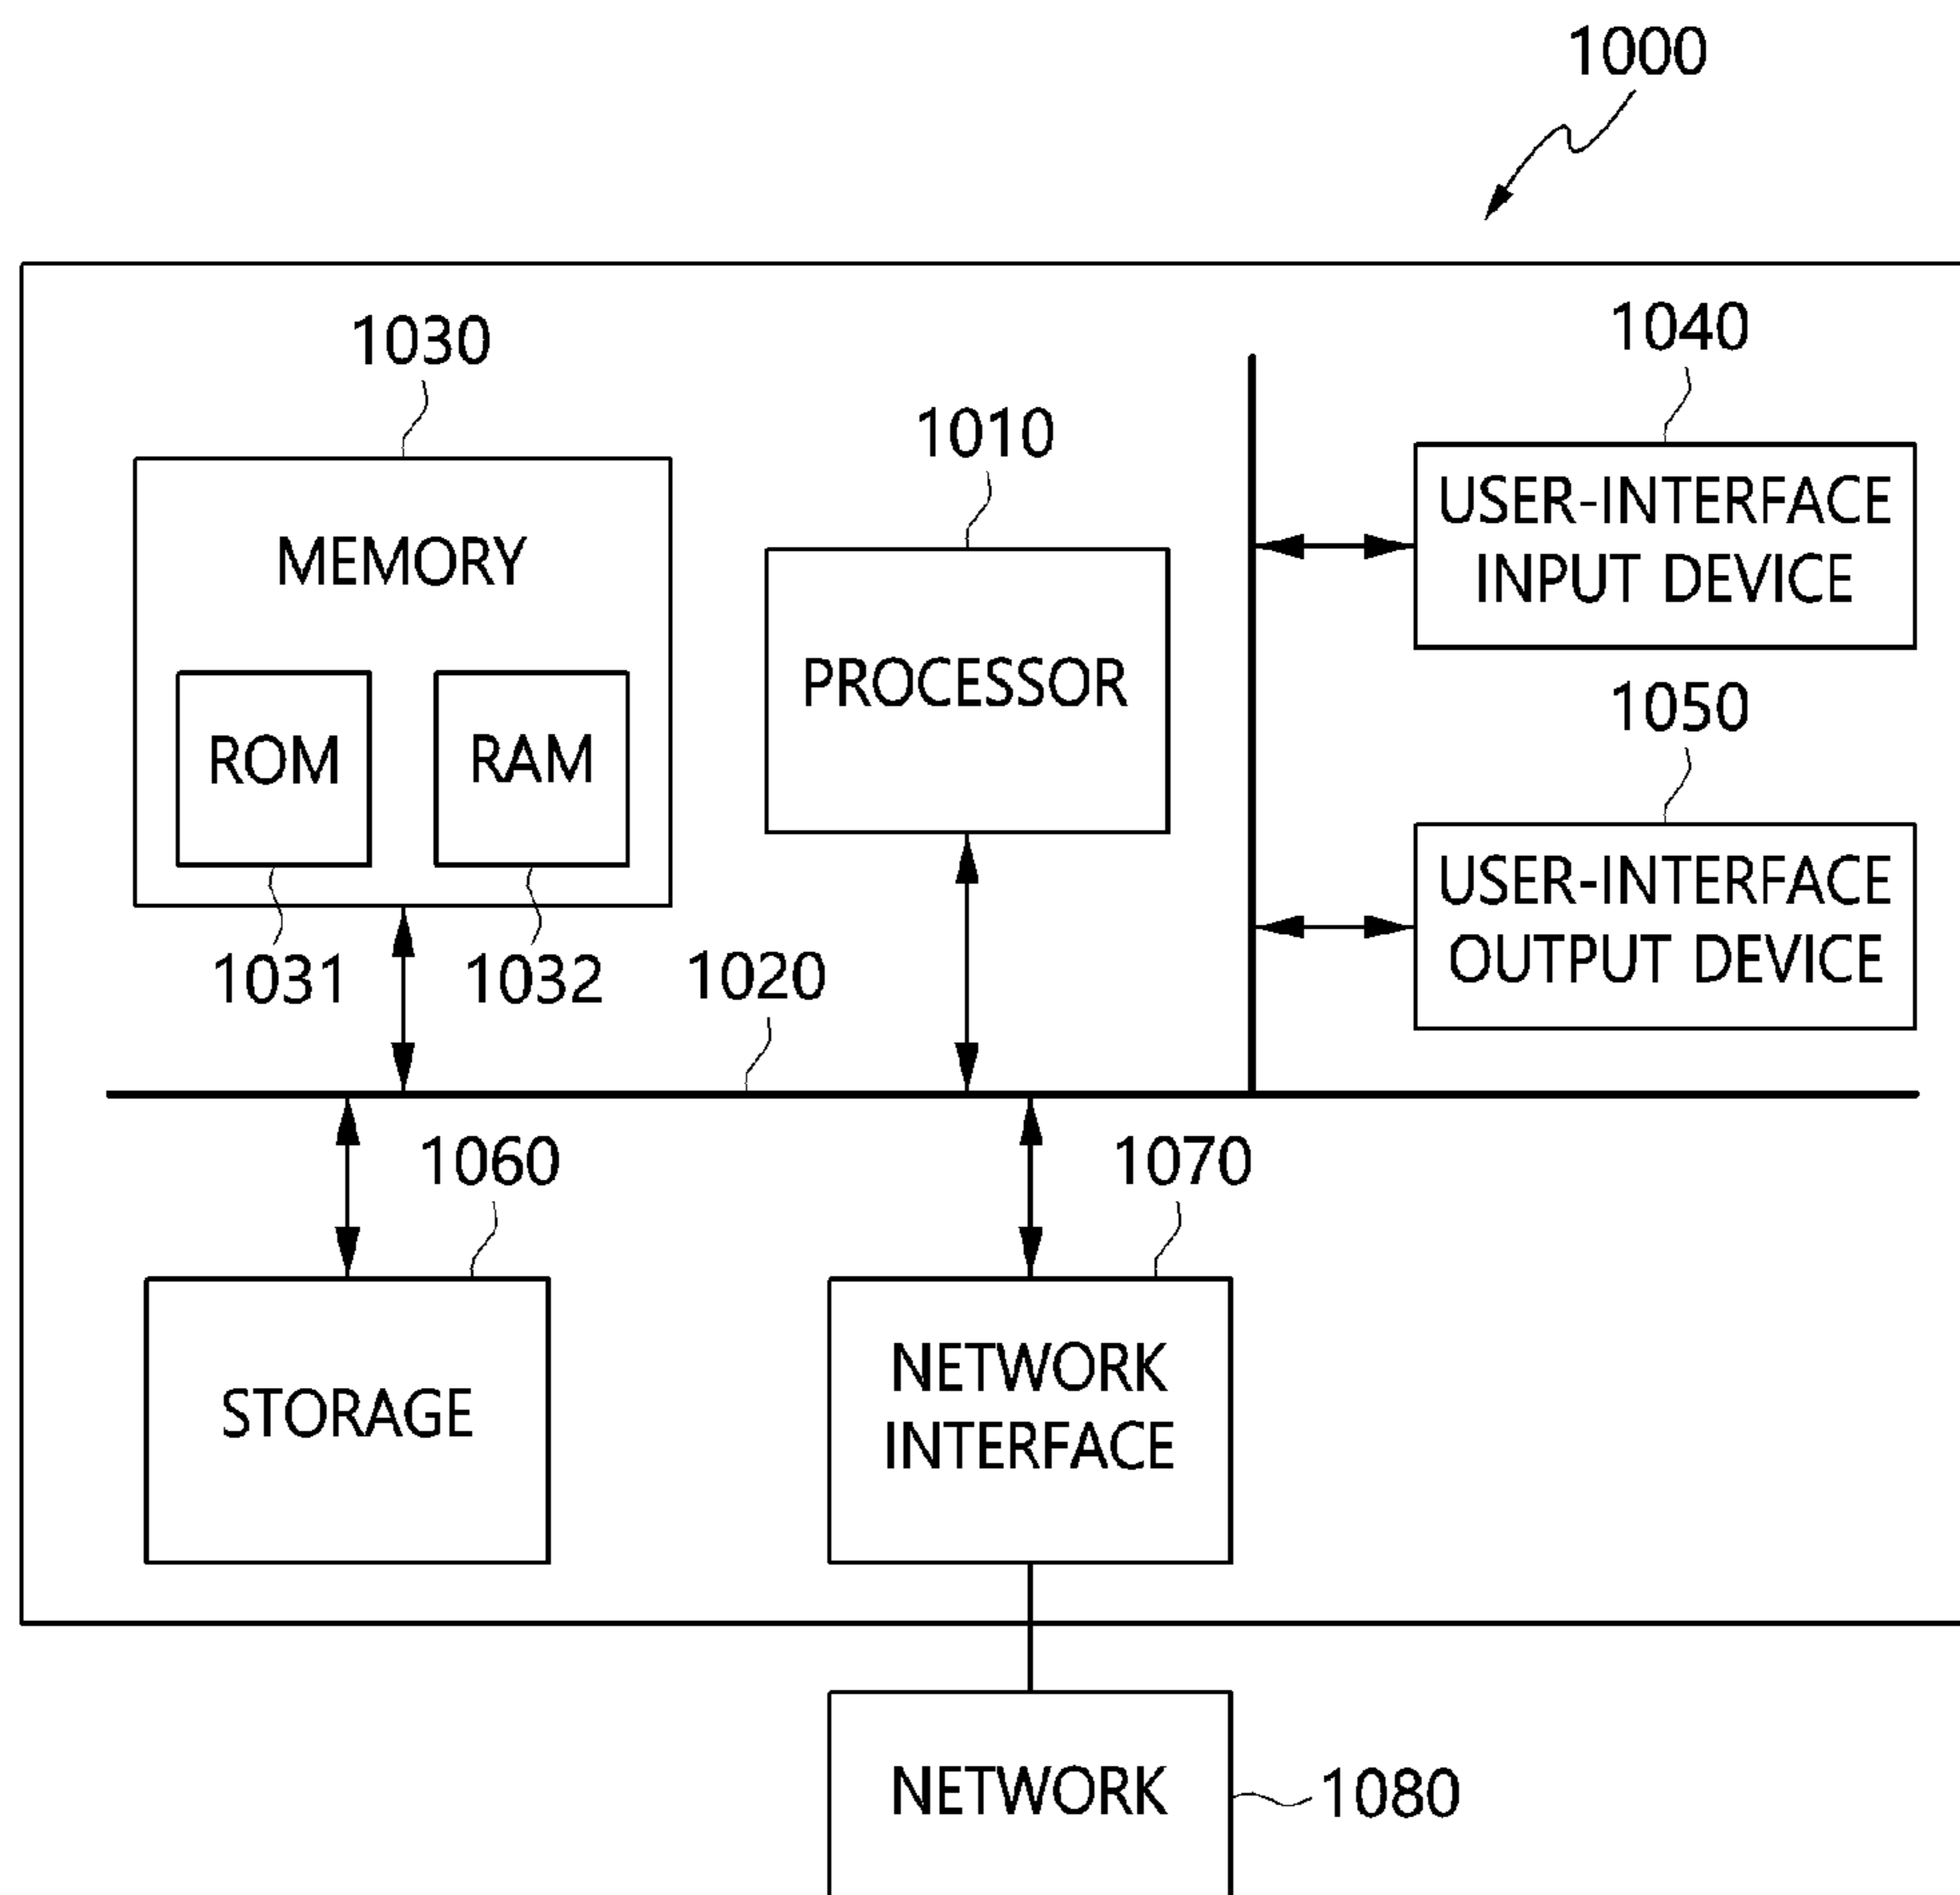 1000
1030
1040
1010
USER-INTERFACE
INPUT DEVICE
MEMORY
PROCESSOR
1050
ROM
RAM
USER-INTERFACE
OUTPUT DEVICE
1031
1032
1020
1060
1070
STORAGE
NETWORK
INTERFACE
NETWORK
1080